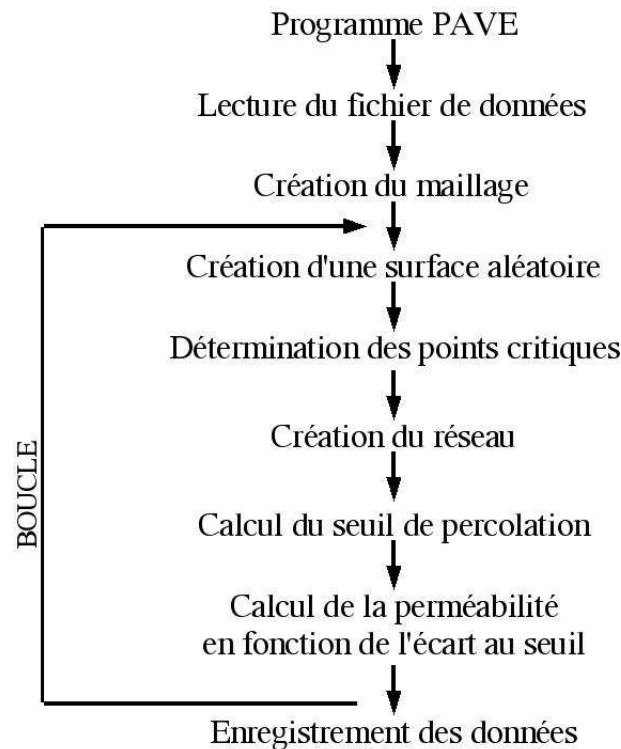 Programme PAVE
Lecture du fichier de données
Création du maillage
Création d'une surface aléatoire
Détermination des points critiques
Création du réseau
BOUCLE
Calcul du seuil de percolation
Calcul de la perméabilité
en fonction de l'écart au seuil
Enregistrement des données